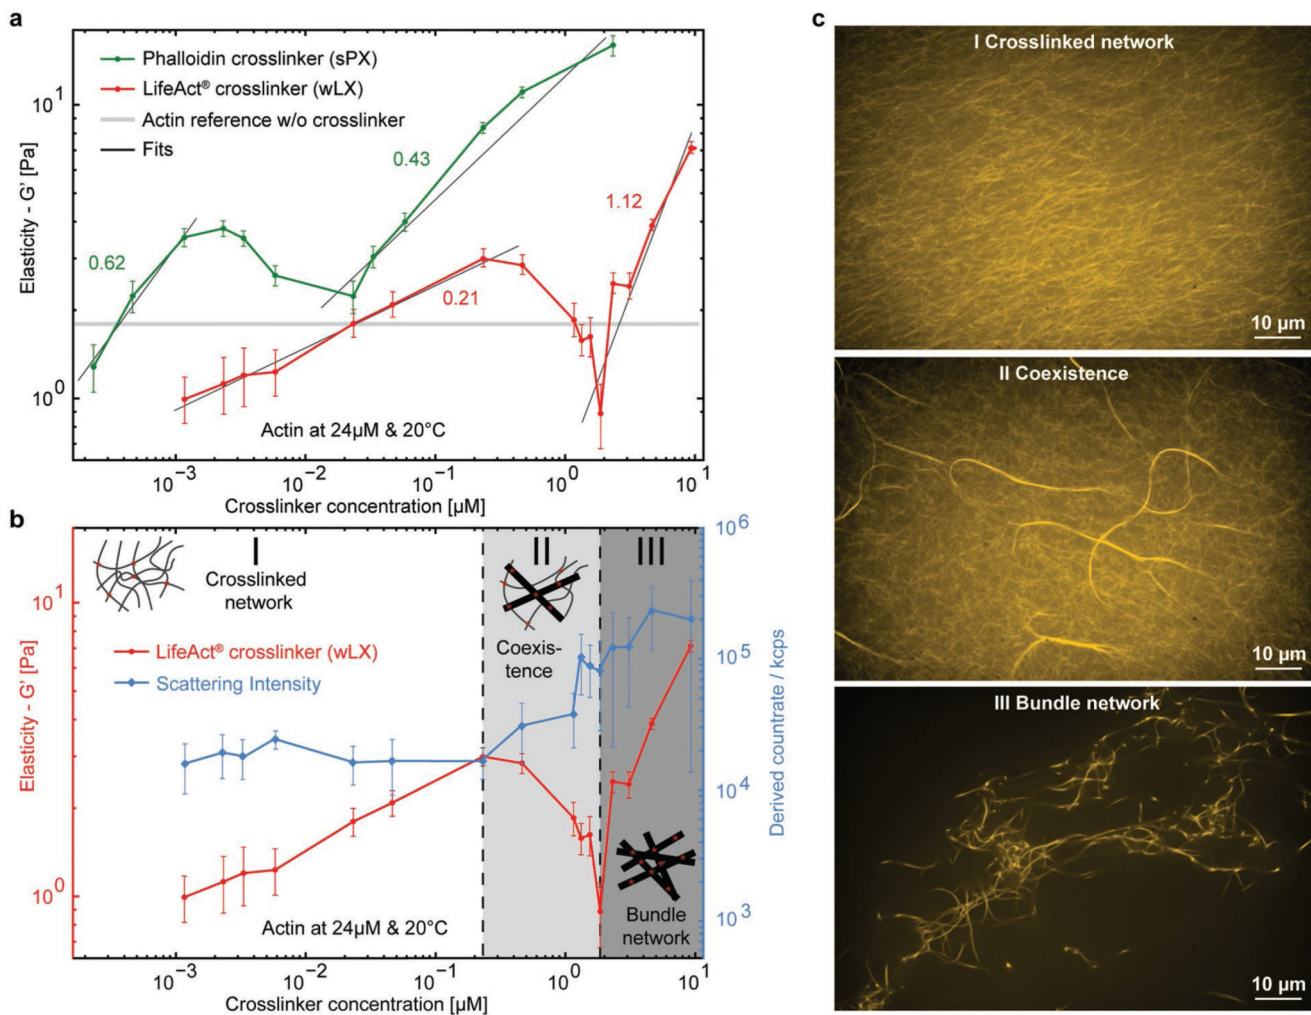 a
Phalloidin crosslinker (sPX)
LifeAct® crosslinker (wLX)
Actin reference w/o crosslinker
Fits
0.62
0.43
0.21
1.12
Actin at 24µM & 20°C
Elasticity - G' [Pa]
10¹
10⁰
10⁻³
10⁻²
10⁻¹
10⁰
10¹
Crosslinker concentration [µM]
b
I
Crosslinked
network
II
Coexis-
tence
III
Bundle
network
LifeAct® crosslinker (wLX)
Scattering Intensity
Actin at 24µM & 20°C
Elasticity - G' [Pa]
10¹
10⁰
Derived countrate / kcps
10⁶
10⁵
10⁴
10³
10⁻³
10⁻²
10⁻¹
10⁰
10¹
Crosslinker concentration [µM]
c
I Crosslinked network
10 µm
II Coexistence
10 µm
III Bundle network
10 µm